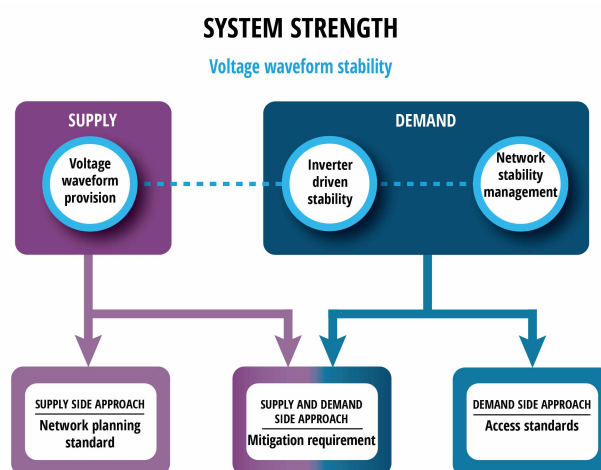 SYSTEM STRENGTH
Voltage waveform stability
SUPPLY
Voltage
waveform
provision
DEMAND
Inverter
driven
stability
Network
stability
management
SUPPLY SIDE APPROACH
Network planning
standard
SUPPLY AND DEMAND
SIDE APPROACH
Mitigation requirement
DEMAND SIDE APPROACH
Access standards